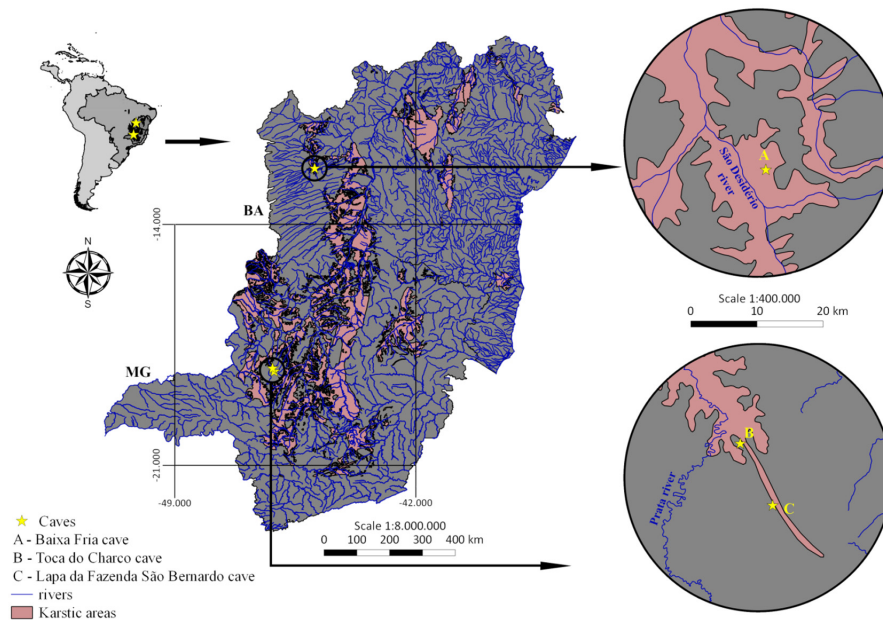 N
S
BA
MG
-14.000
-21.000
-49.000
-42.000
Scale 1:8.000.000
0 100 200 300 400 km
A
São Desidério
river
Scale 1:400.000
0 10 20 km
B
C
Prata river
Caves
A - Baixa Fria cave
B - Toca do Charco cave
C - Lapa da Fazenda São Bernardo cave
rivers
Karstic areas